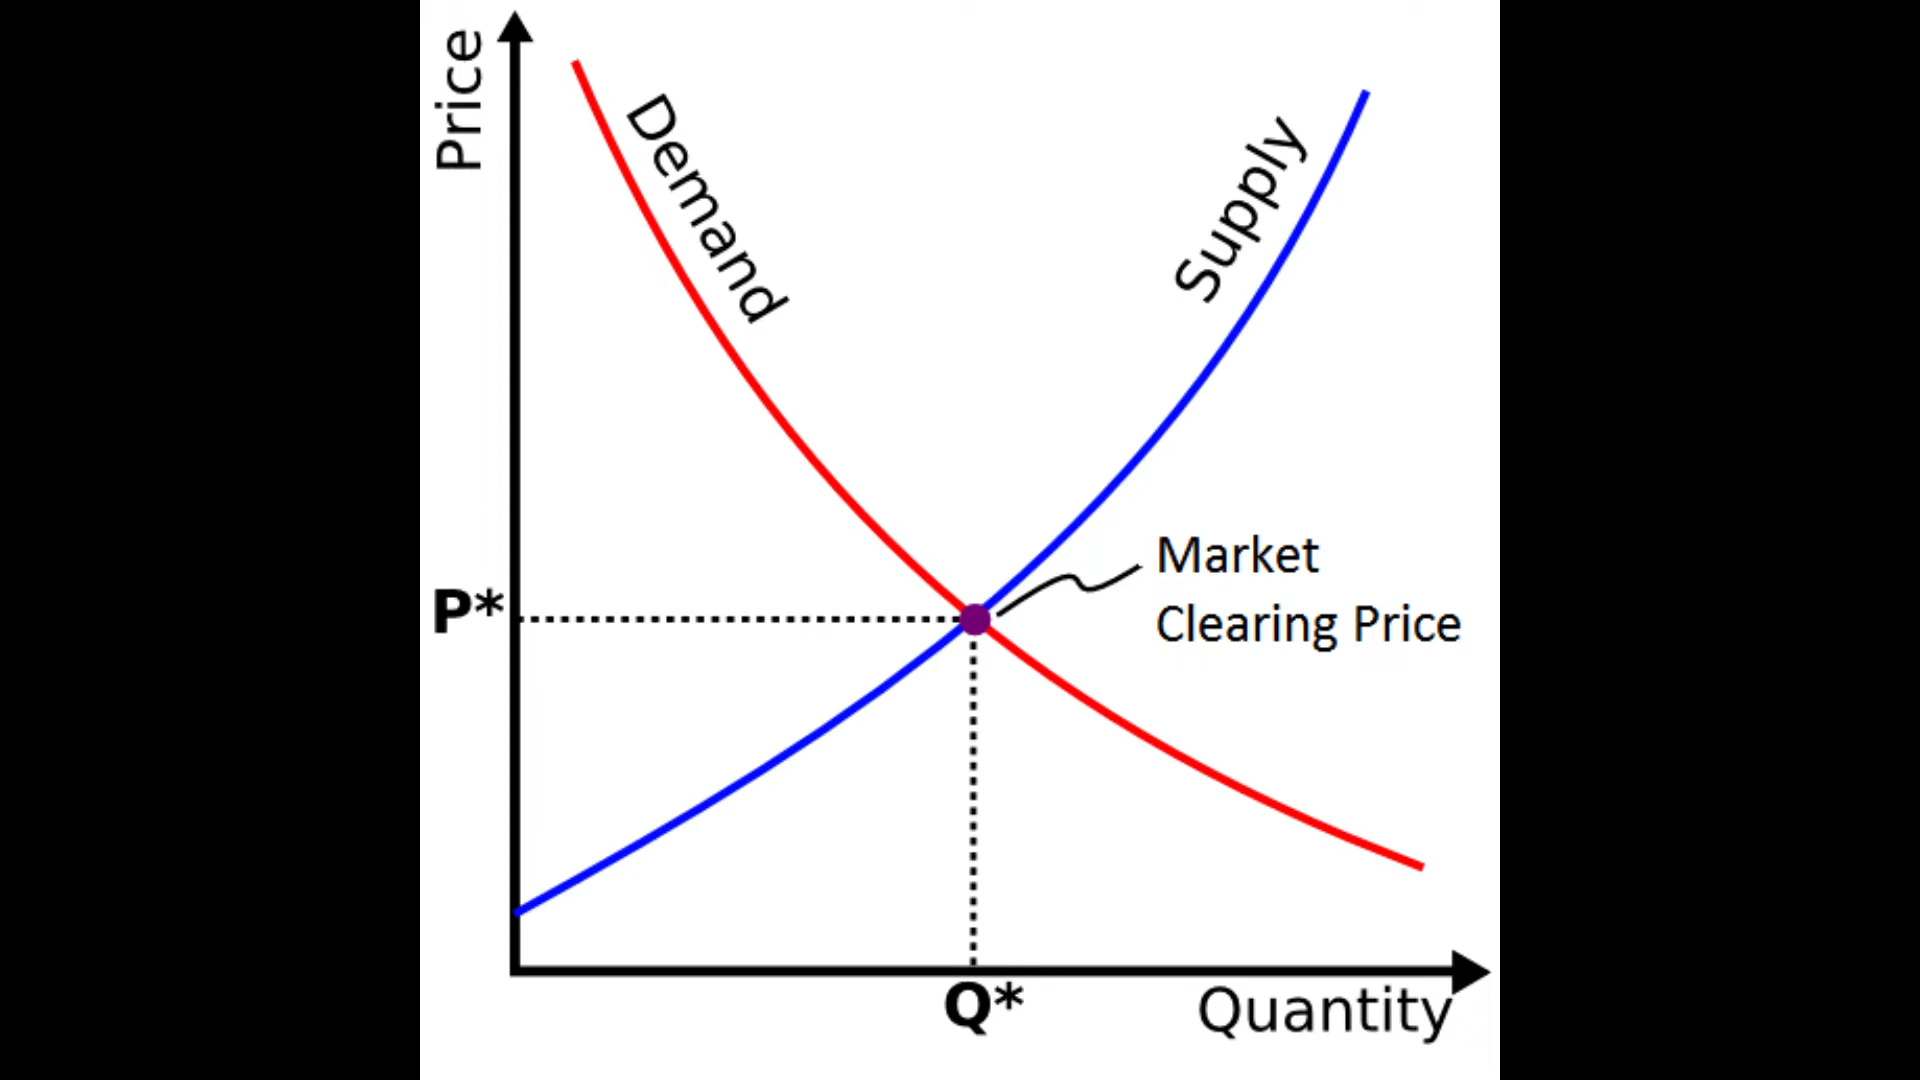 Price
Demand
Supply
Market
Clearing Price
P*
Q*
Quantity